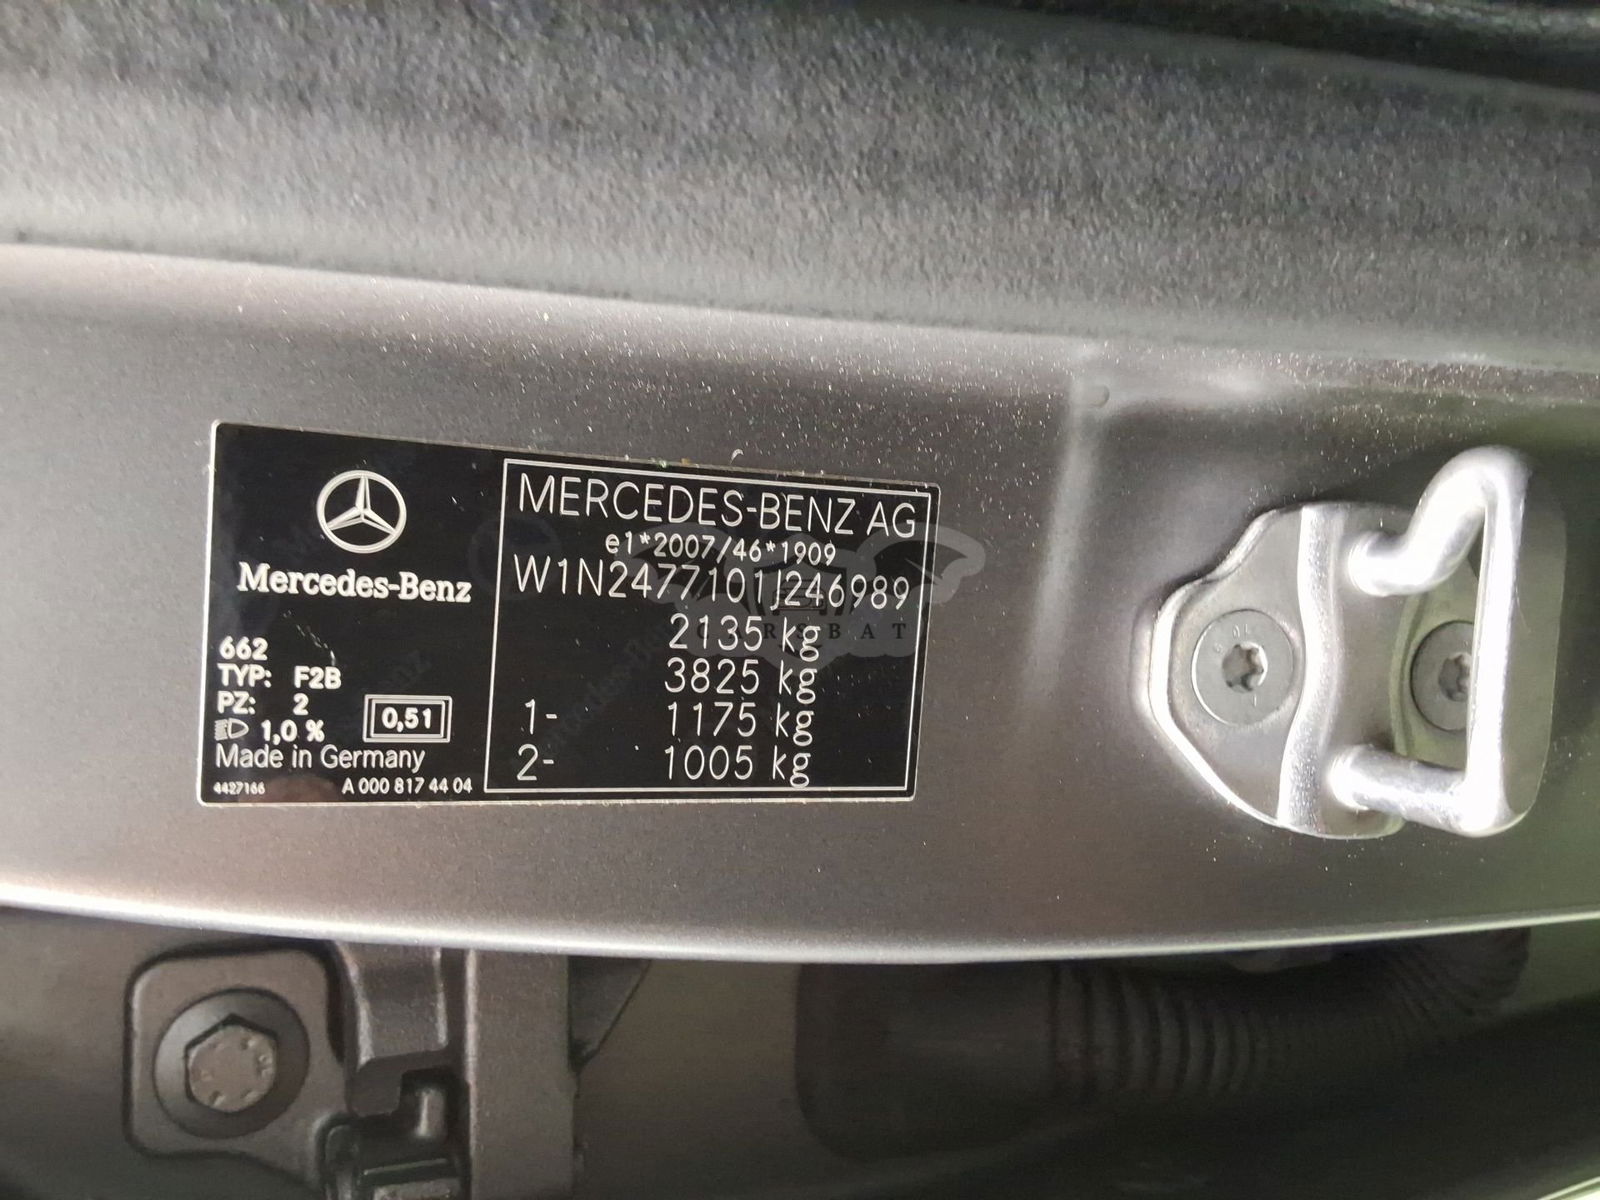 Mercedes-Benz
662
TYP: F2B
PZ: 2
1,0 %
0,51
Made in Germany
4427166
A 000 817 44 04
MERCEDES-BENZ AG
e1*2007/46*1909
W1N2477101J246989
2135 kg
3825 kg
1- 1175 kg
2- 1005 kg
CARSBAT